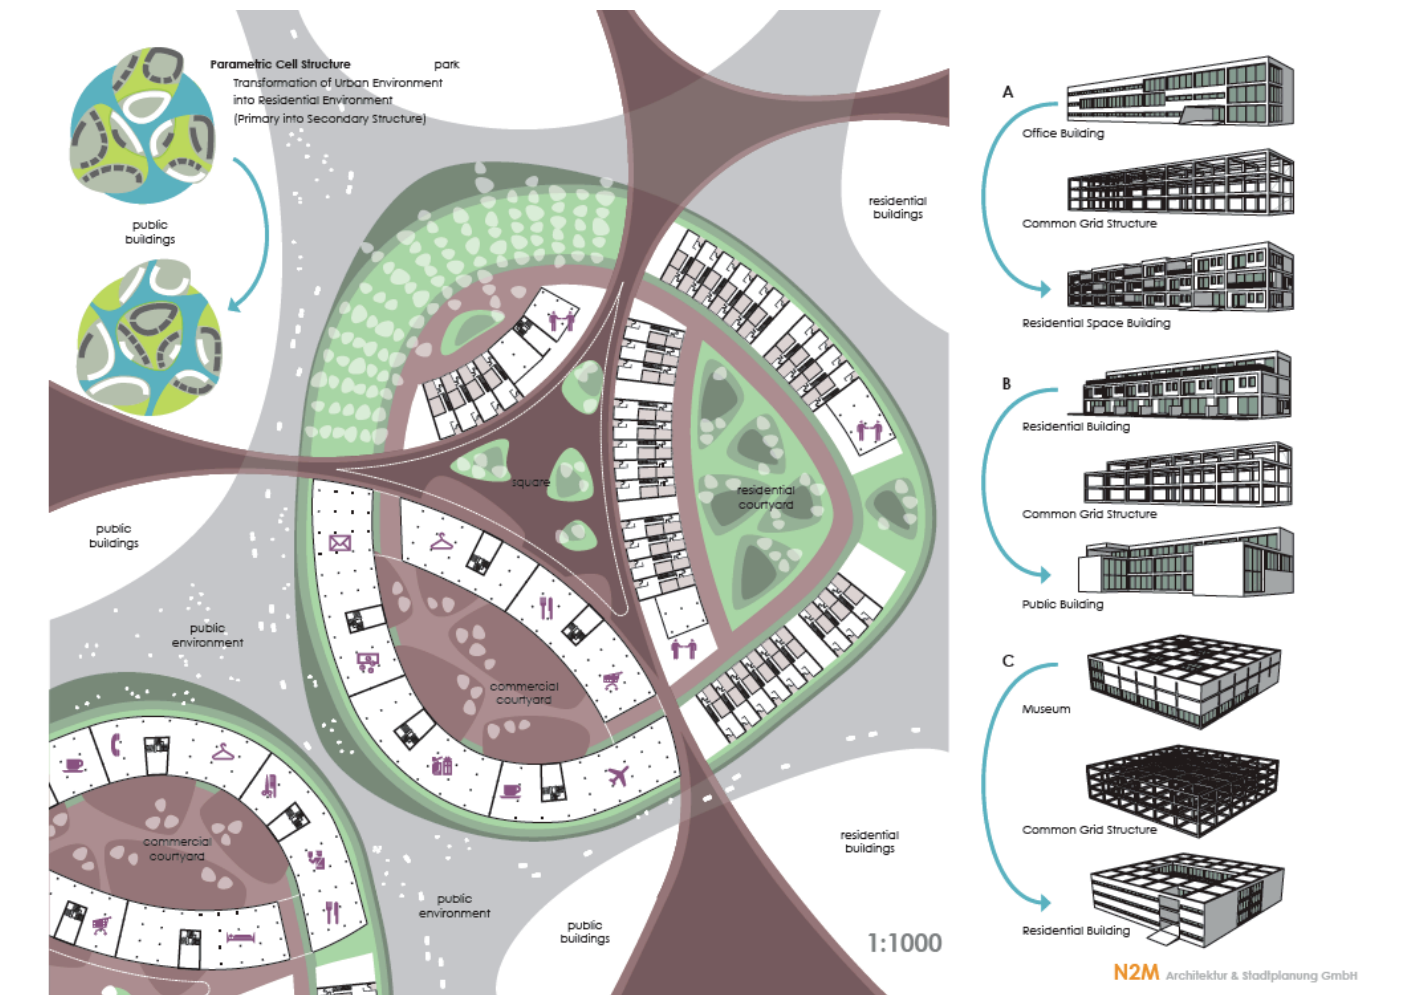 Parametric Cell Structure
Transformation of Urban Environment
into Residential Environment
(Primary into Secondary Structure)
park
public
buildings
residential
buildings
square
residential
courtyard
public
buildings
public
environment
commercial
courtyard
commercial
courtyard
public
environment
public
buildings
residential
buildings
1:1000
A
Office Building
Common Grid Structure
Residential Space Building
B
Residential Building
Common Grid Structure
Public Building
C
Museum
Common Grid Structure
Residential Building
N2M Architektur & Stadtplanung GmbH